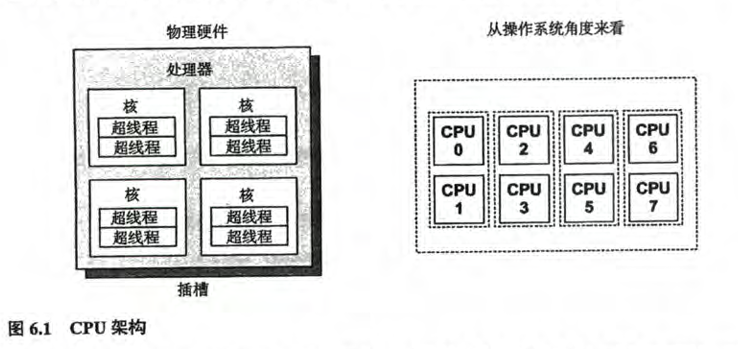 物理硬件
处理器
核
超线程
超线程
核
超线程
超线程
核
超线程
超线程
核
超线程
超线程
插槽
从操作系统角度来看
CPU 0
CPU 2
CPU 4
CPU 6
CPU 1
CPU 3
CPU 5
CPU 7
图 6.1 CPU 架构